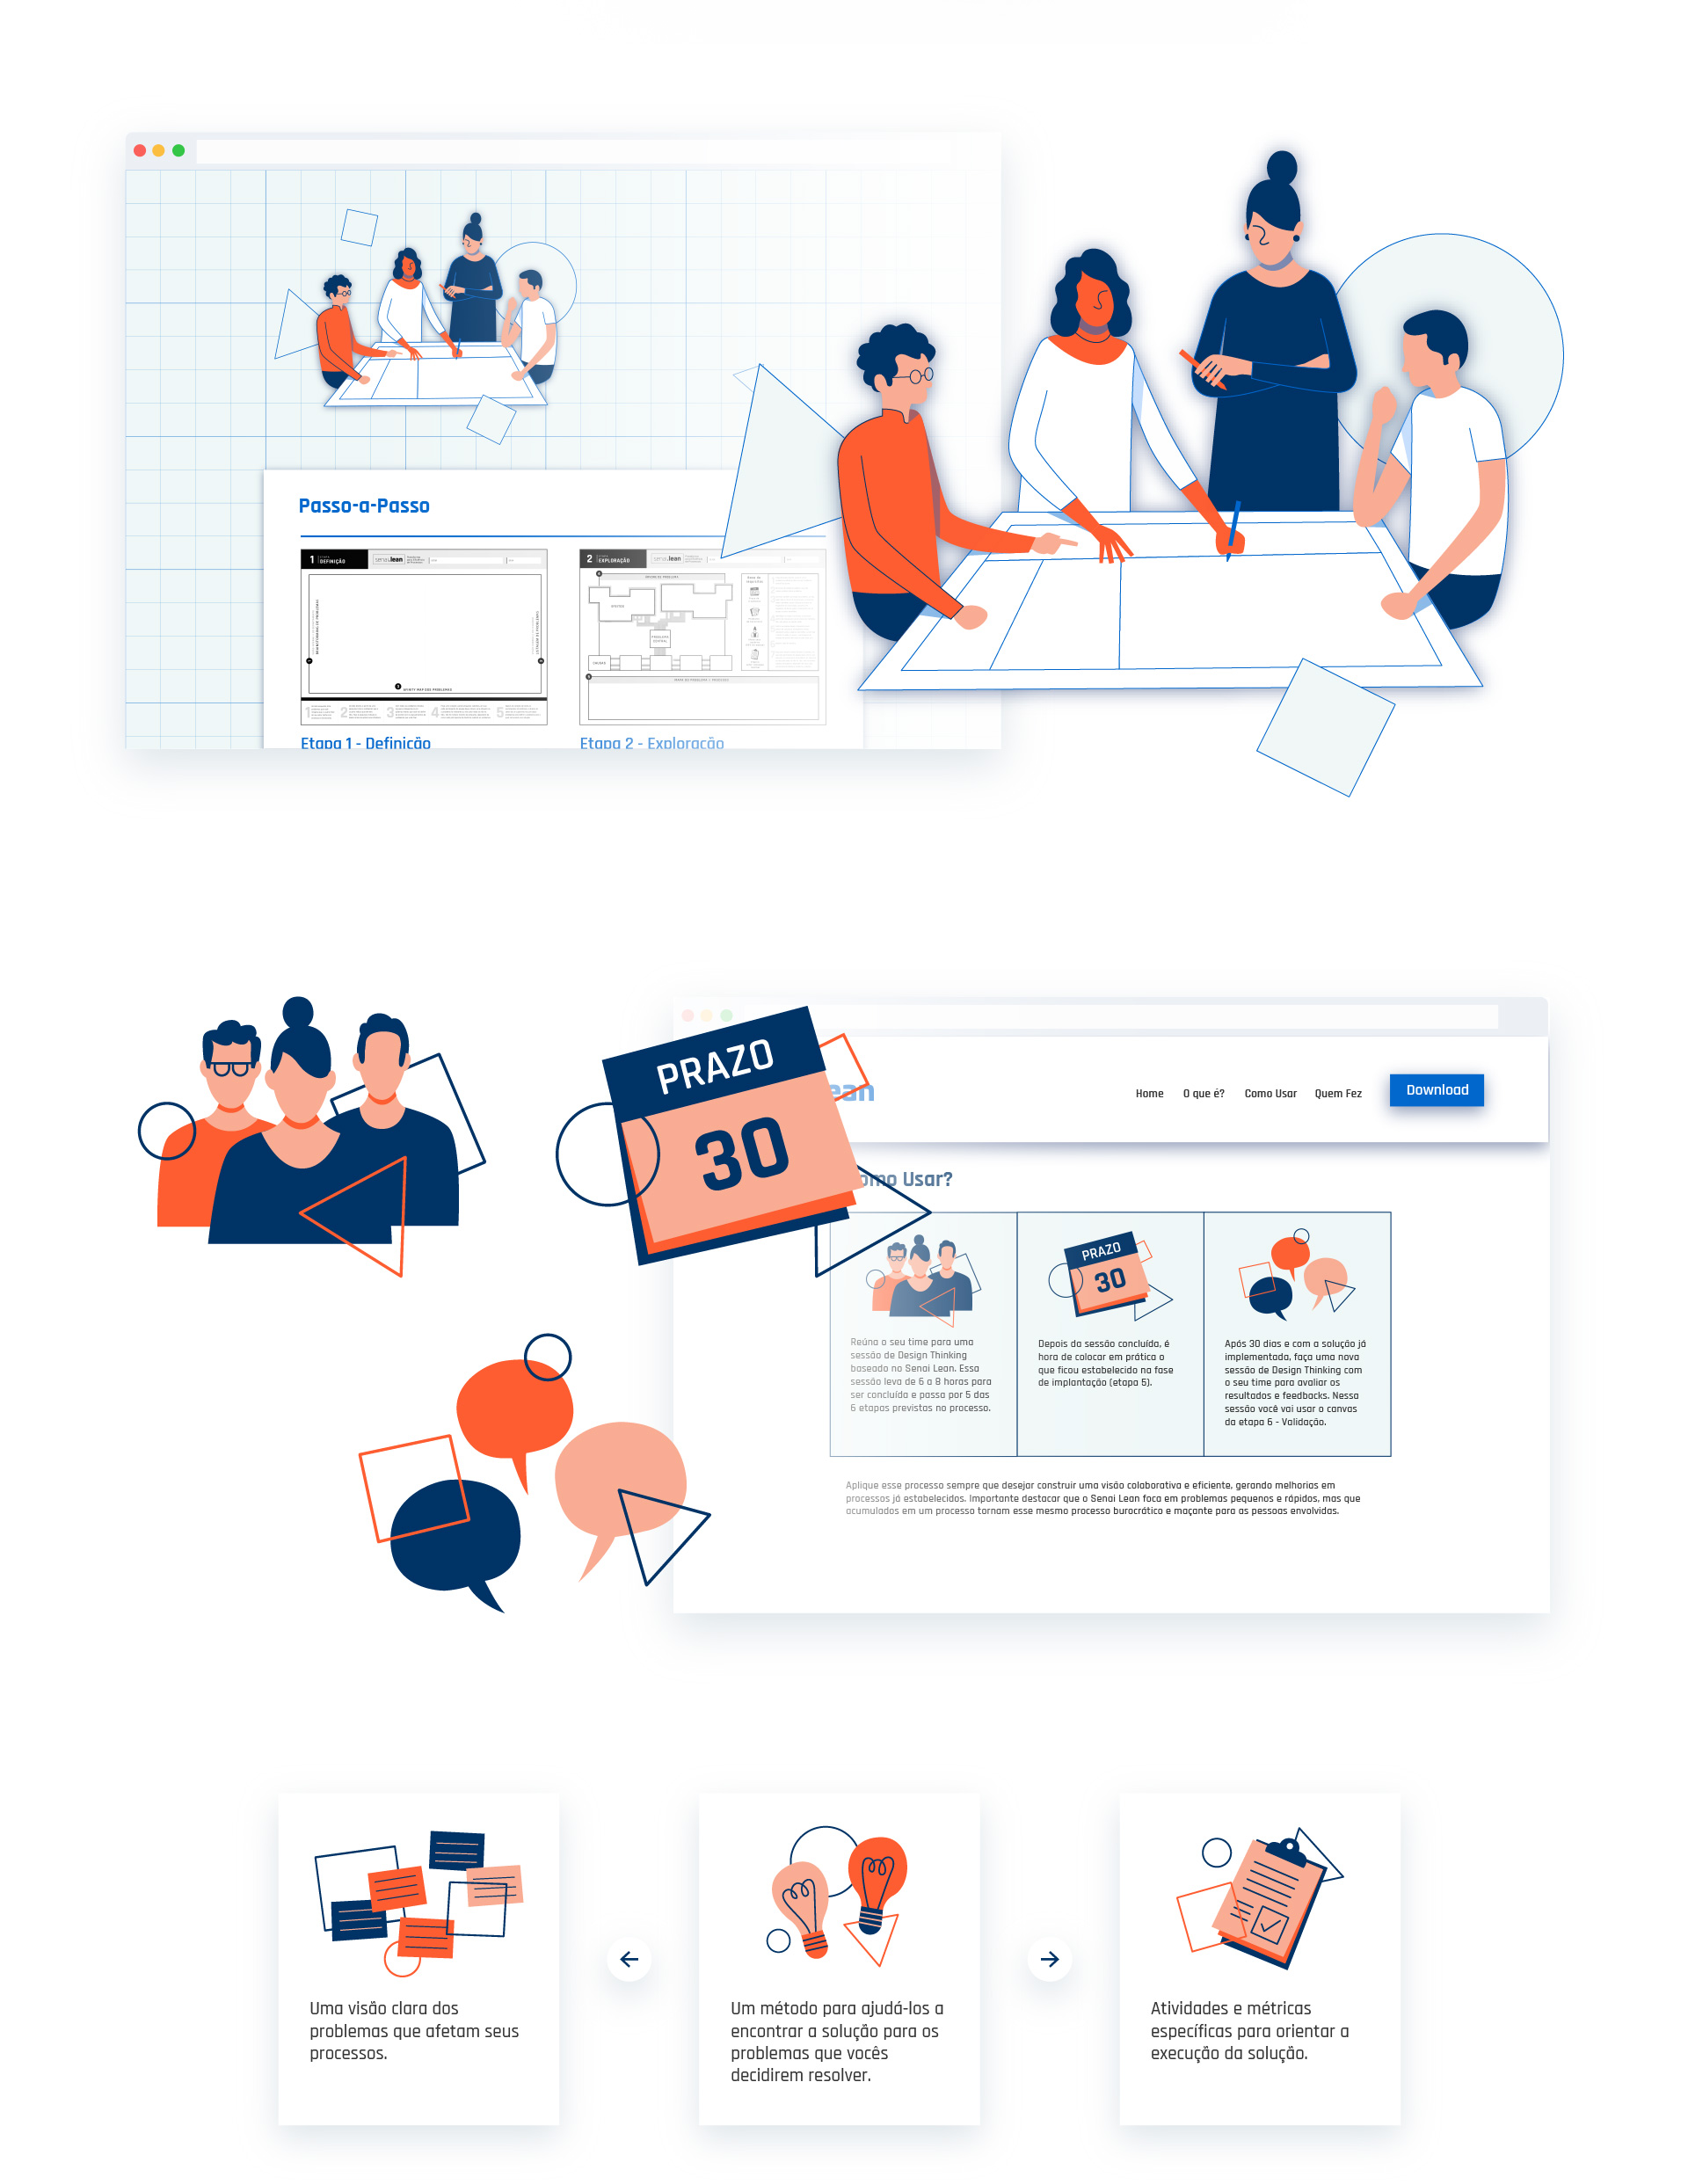 Passo-a-Passo
1 DEFINIÇÃO
senai.lean
2 EXPLORAÇÃO
senai.lean
PROBLEMA
CENTRAL
Etapa 1 - Definição
Etapa 2 - Exploração
PRAZO
30
ean
Home O que é? Como Usar Quem Fez Download
omo Usar?
PRAZO
30
Reúna o seu time para uma
sessão de Design Thinking
baseado no Senai Lean. Essa
sessão leva de 6 a 8 horas para
ser concluída e passa por 5 das
6 etapas previstas no processo.
Depois da sessão concluída, é
hora de colocar em prática o
que ficou estabelecido na fase
de implantação (etapa 5).
Após 30 dias e com a solução já
implementada, faça uma nova
sessão de Design Thinking com
o seu time para avaliar os
resultados e feedbacks. Nessa
sessão você vai usar o canvas
da etapa 6 - Validação.
Aplique esse processo sempre que desejar construir uma visão colaborativa e eficiente, gerando melhorias em
processos já estabelecidos. Importante destacar que o Senai Lean foca em problemas pequenos e rápidos, mas que
acumulados em um processo tornam esse mesmo processo burocrático e maçante para as pessoas envolvidas.
Uma visão clara dos
problemas que afetam seus
processos.
Um método para ajudá-los a
encontrar a solução para os
problemas que vocês
decidirem resolver.
Atividades e métricas
específicas para orientar a
execução da solução.